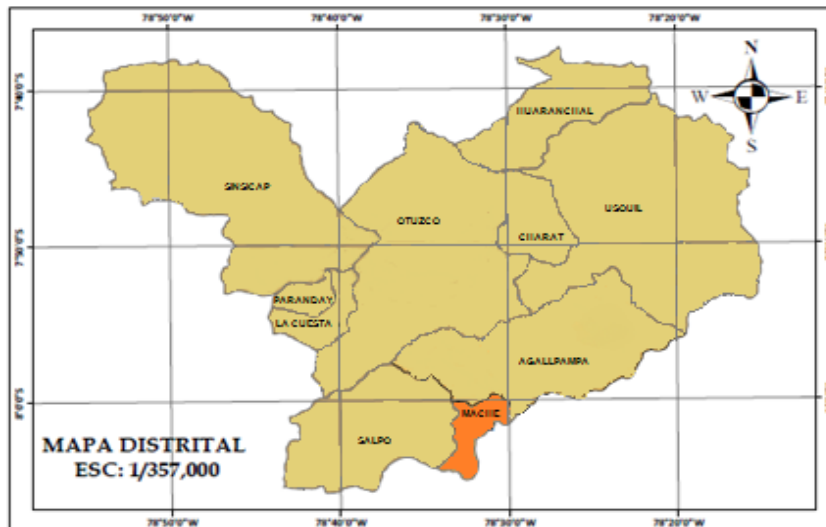 78°50'0"W 78°40'0"W 78°30'0"W 78°20'0"W
N
W E
S
7°40'0"S
HUARANCHAL
SINSICAP
USQUIL
OTUZCO
CHARAT
7°50'0"S
PARANDAY
LA CUESTA
AGALLPAMPA
8°0'0"S
MACHE
SALPO
MAPA DISTRITAL
ESC: 1/357,000
78°50'0"W 78°40'0"W 78°30'0"W 78°20'0"W